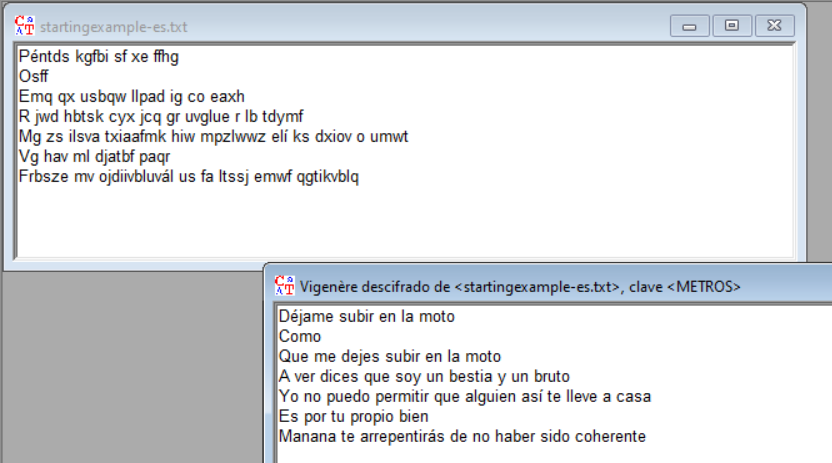 startingexample-es.txt
Péntds kgfbi sf xe ffhg
Osff
Emq qx usbqw llpad ig co eaxh
R jwd hbtsk cyx jcq gr uvglue r lb tdymf
Mg zs ilsva txiaafmk hiw mpzlwwz elí ks dxiov o umwt
Vg hav ml djatbf paqr
Frbsze mv ojdiivbluvál us fa ltssj emwf qgtikvblq
Vigenère descifrado de <startingexample-es.txt>, clave <METROS>
Déjame subir en la moto
Como
Que me dejes subir en la moto
A ver dices que soy un bestia y un bruto
Yo no puedo permitir que alguien así te lleve a casa
Es por tu propio bien
Manana te arrepentirás de no haber sido coherente